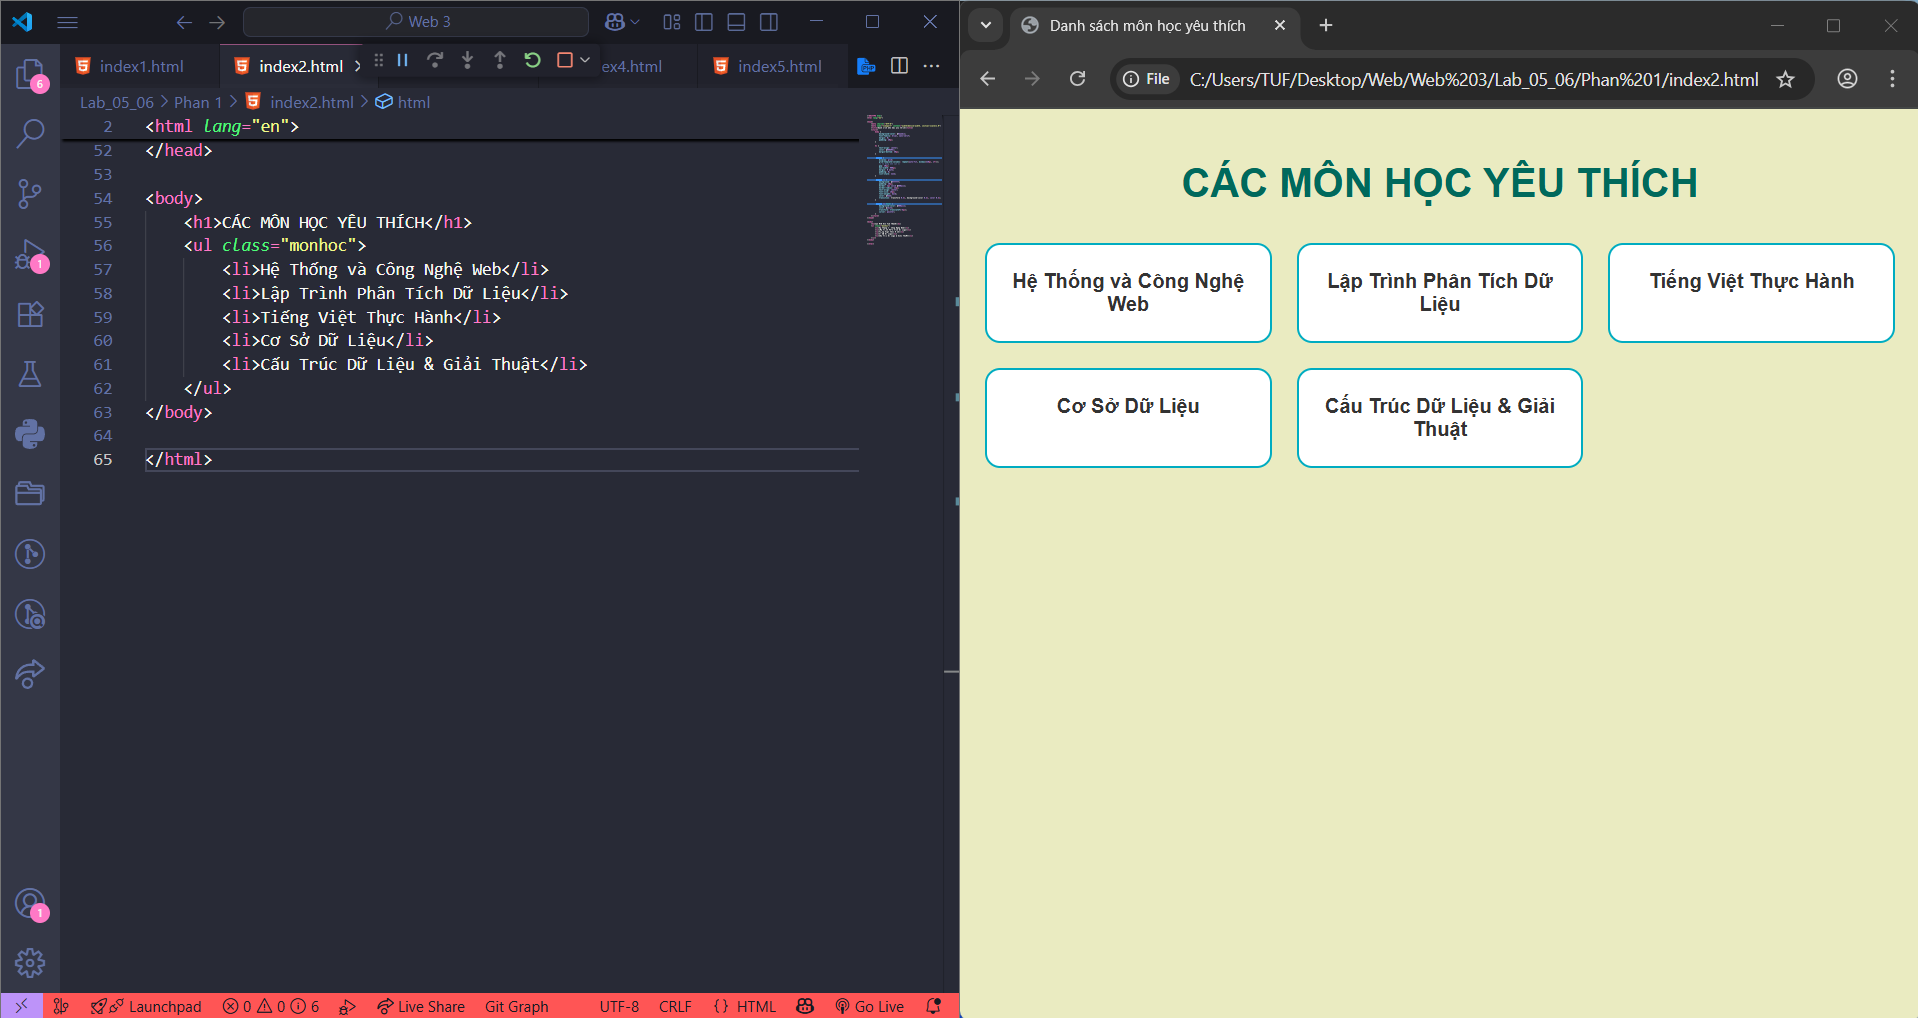 Web 3
index1.html
index2.html
ex4.html
index5.html
Lab_05_06 > Phan 1 > index2.html > html
2 <html lang="en">
52 </head>
53
54 <body>
55 <h1>CÁC MÔN HỌC YÊU THÍCH</h1>
56 <ul class="monhoc">
57 <li>Hệ Thống và Công Nghệ Web</li>
58 <li>Lập Trình Phân Tích Dữ Liệu</li>
59 <li>Tiếng Việt Thực Hành</li>
60 <li>Cơ Sở Dữ Liệu</li>
61 <li>Cấu Trúc Dữ Liệu & Giải Thuật</li>
62 </ul>
63 </body>
64
65 </html>
6
1
1
Launchpad 0 0 6 Live Share Git Graph UTF-8 CRLF {} HTML Go Live
Danh sách môn học yêu thích
File C:/Users/TUF/Desktop/Web/Web%203/Lab_05_06/Phan%201/index2.html
CÁC MÔN HỌC YÊU THÍCH
Hệ Thống và Công Nghệ
Web
Lập Trình Phân Tích Dữ
Liệu
Tiếng Việt Thực Hành
Cơ Sở Dữ Liệu
Cấu Trúc Dữ Liệu & Giải
Thuật